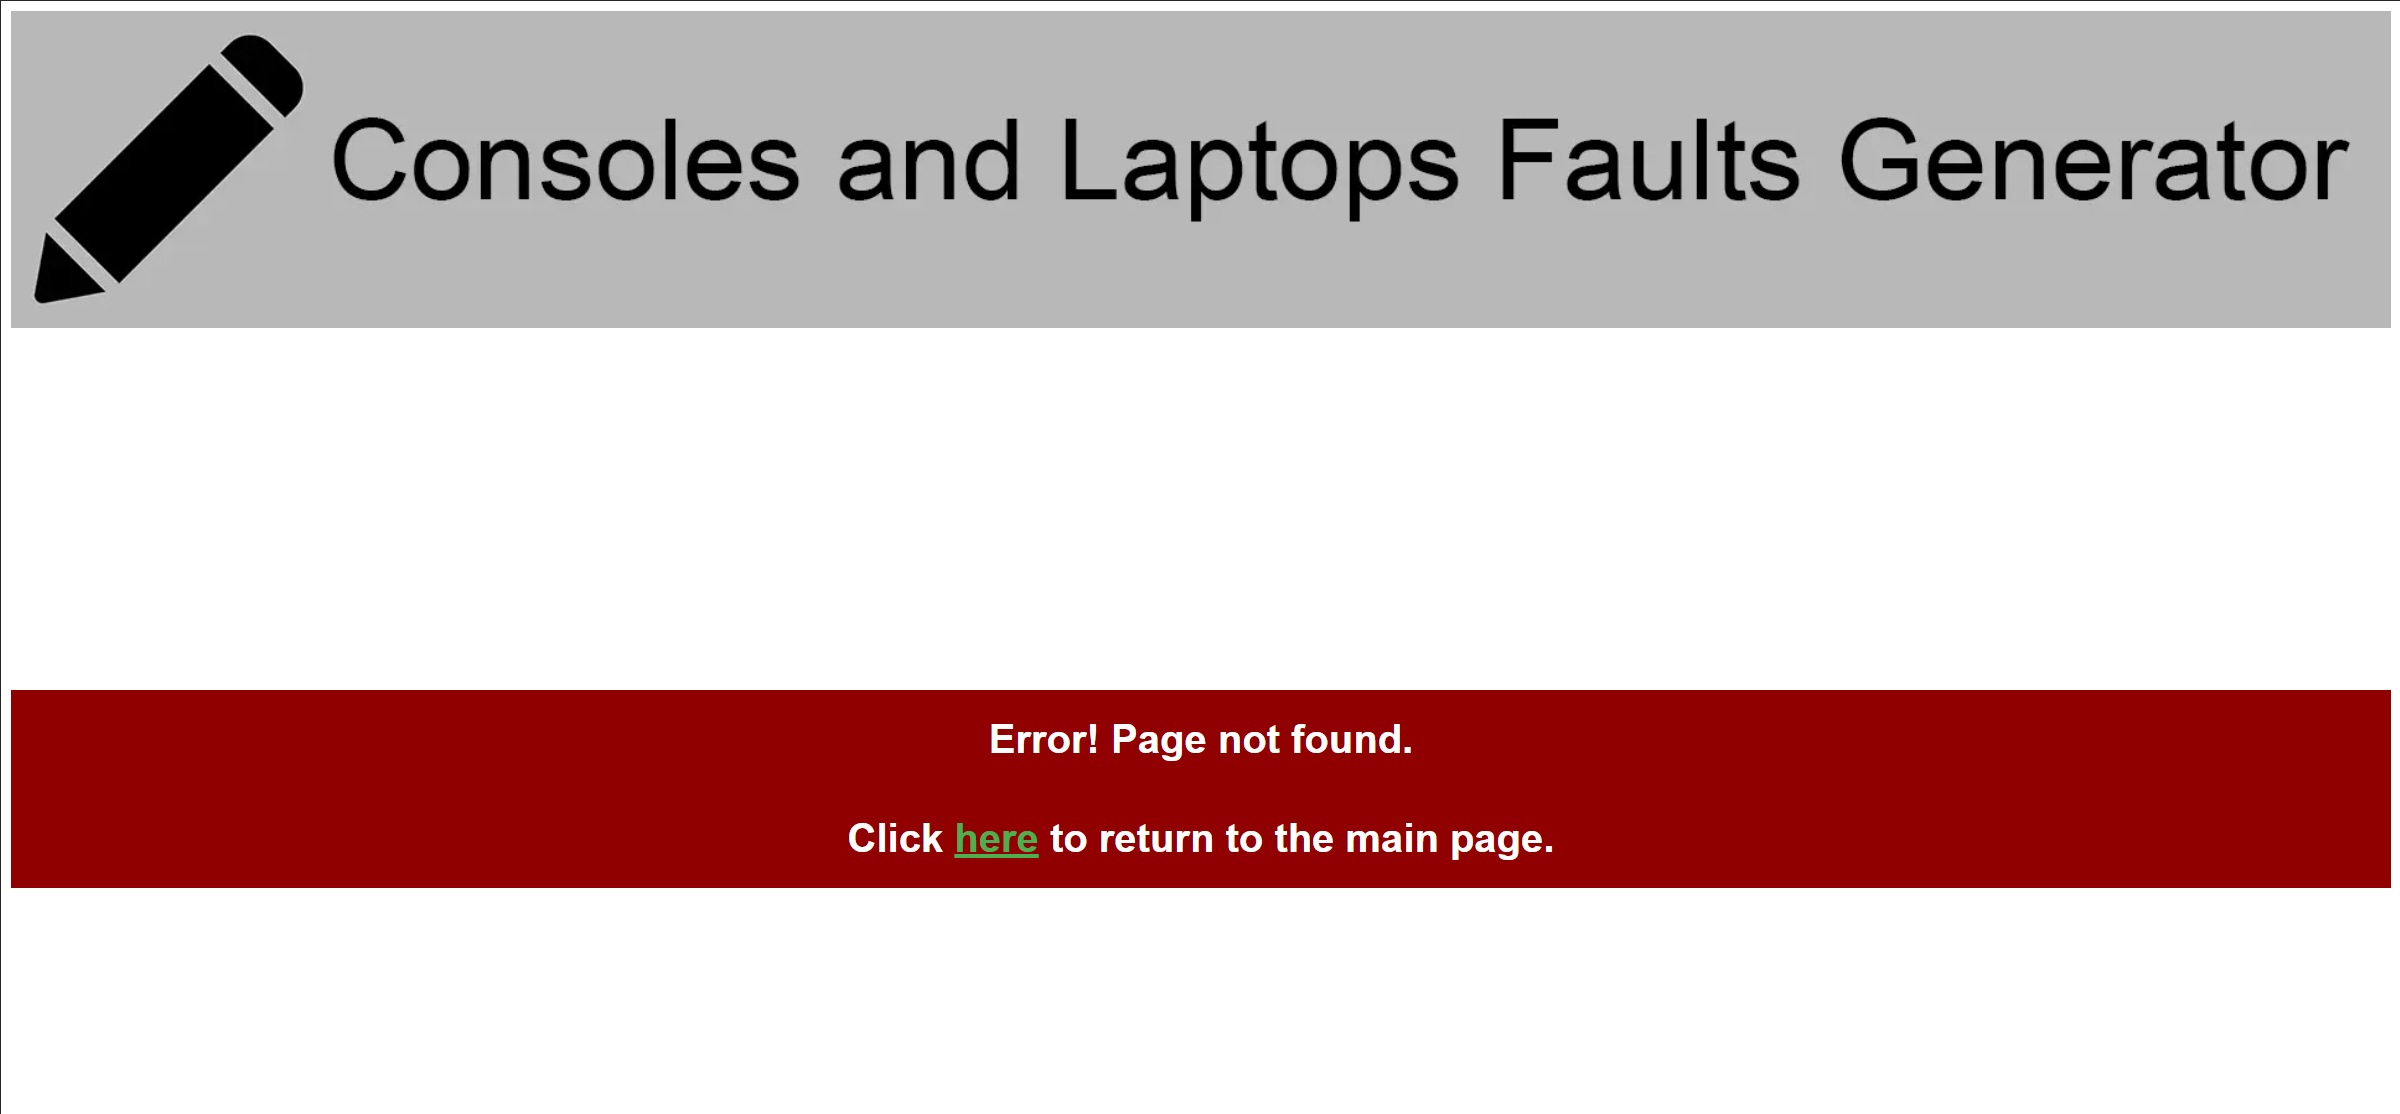 Consoles and Laptops Faults Generator
Error! Page not found.
Click here to return to the main page.